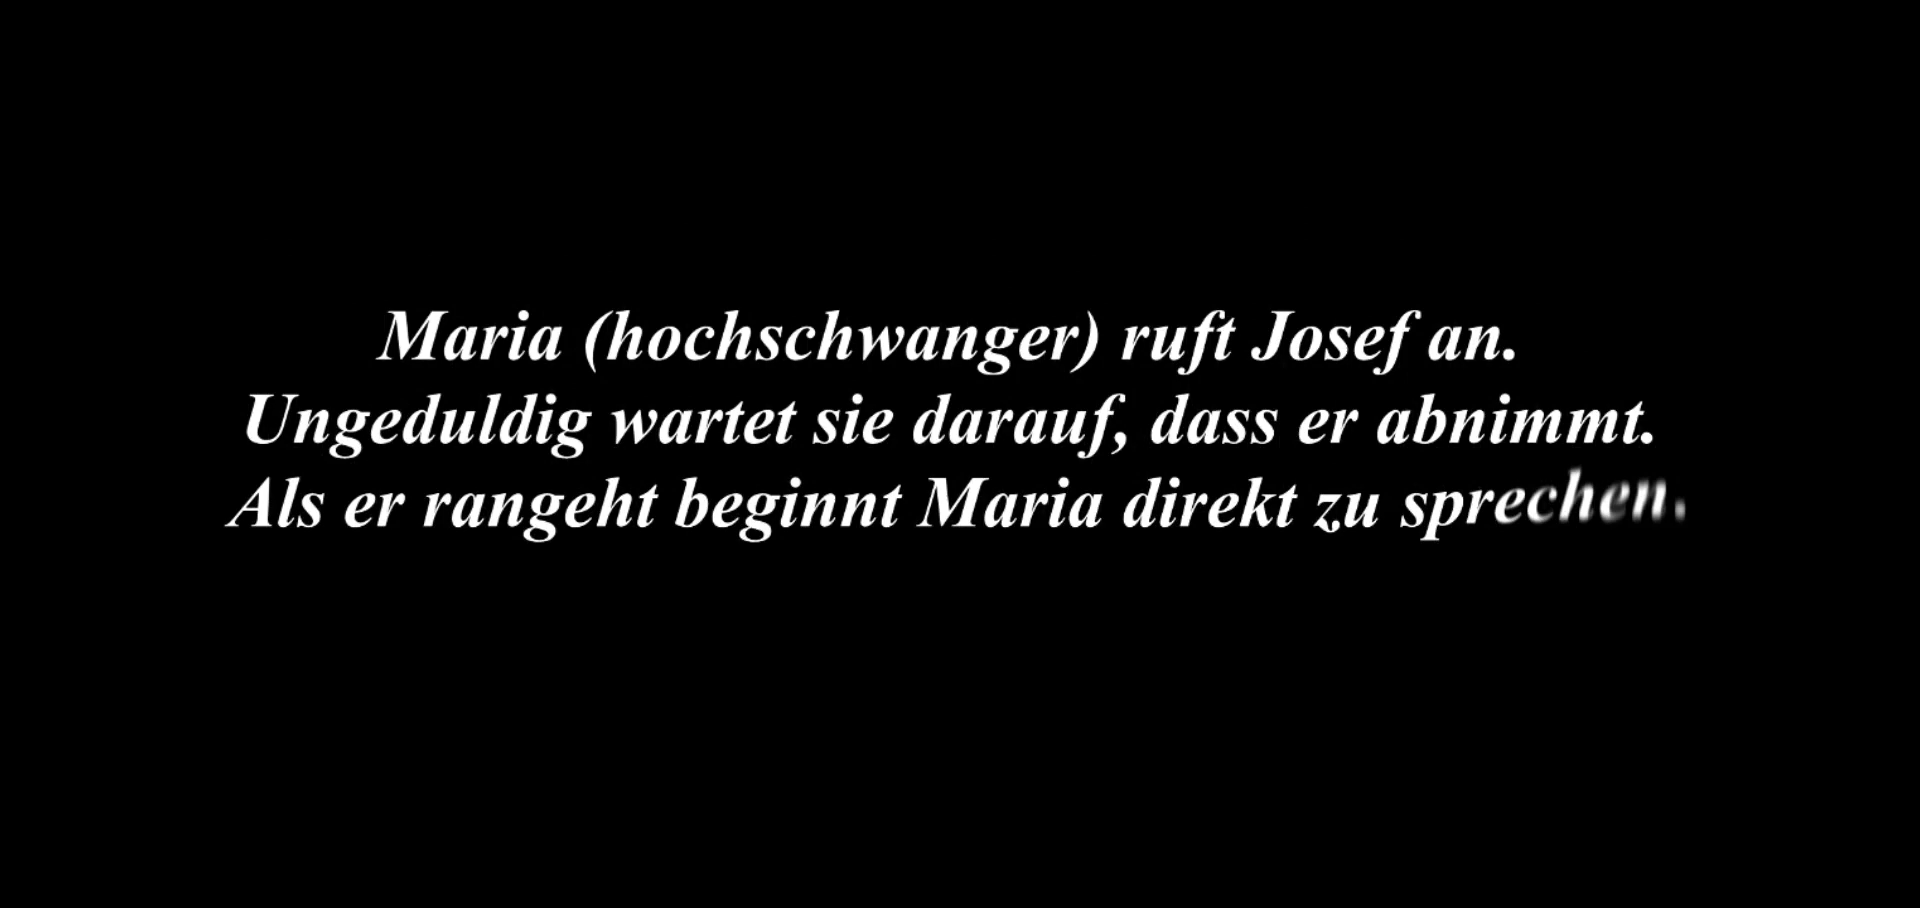 Maria (hochschwanger) ruft Josef an.
Ungeduldig wartet sie darauf, dass er abnimmt.
Als er rangeht beginnt Maria direkt zu sprechen.